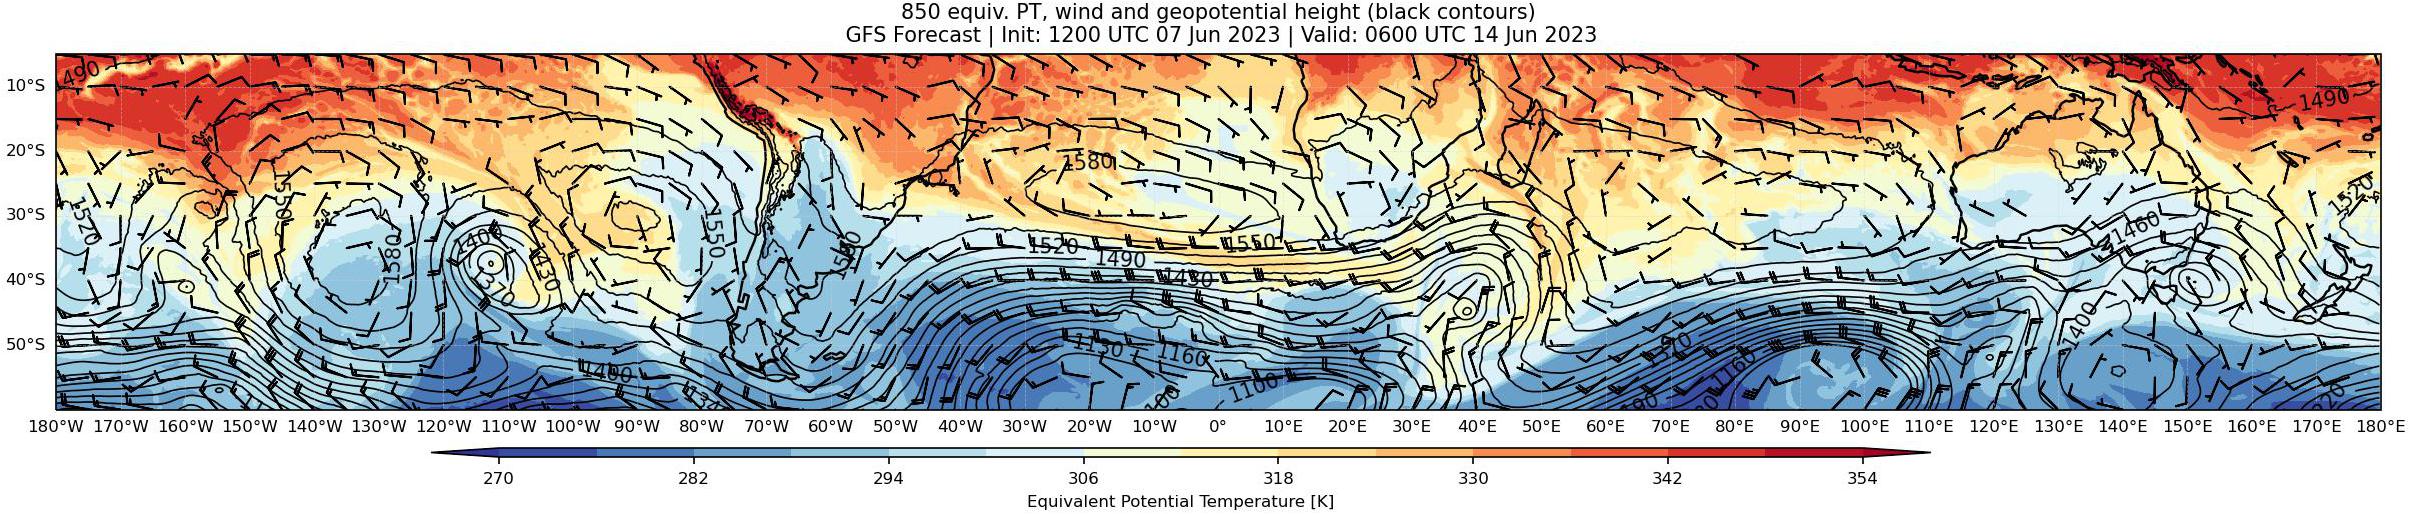 850 equiv. PT, wind and geopotential height (black contours)
GFS Forecast | Init: 1200 UTC 07 Jun 2023 | Valid: 0600 UTC 14 Jun 2023
10°S
20°S
30°S
40°S
50°S
490
1490
1580
1550
1520
1580
1550
1520
1460
1400
1430
1310
1520
1550
1490
1430
1400
1130
1160
1100
1160
1400
180°W 170°W 160°W 150°W 140°W 130°W 120°W 110°W 100°W 90°W 80°W 70°W 60°W 50°W 40°W 30°W 20°W 10°W 0° 10°E 20°E 30°E 40°E 50°E 60°E 70°E 80°E 90°E 100°E 110°E 120°E 130°E 140°E 150°E 160°E 170°E 180°E
270 282 294 306 318 330 342 354
Equivalent Potential Temperature [K]